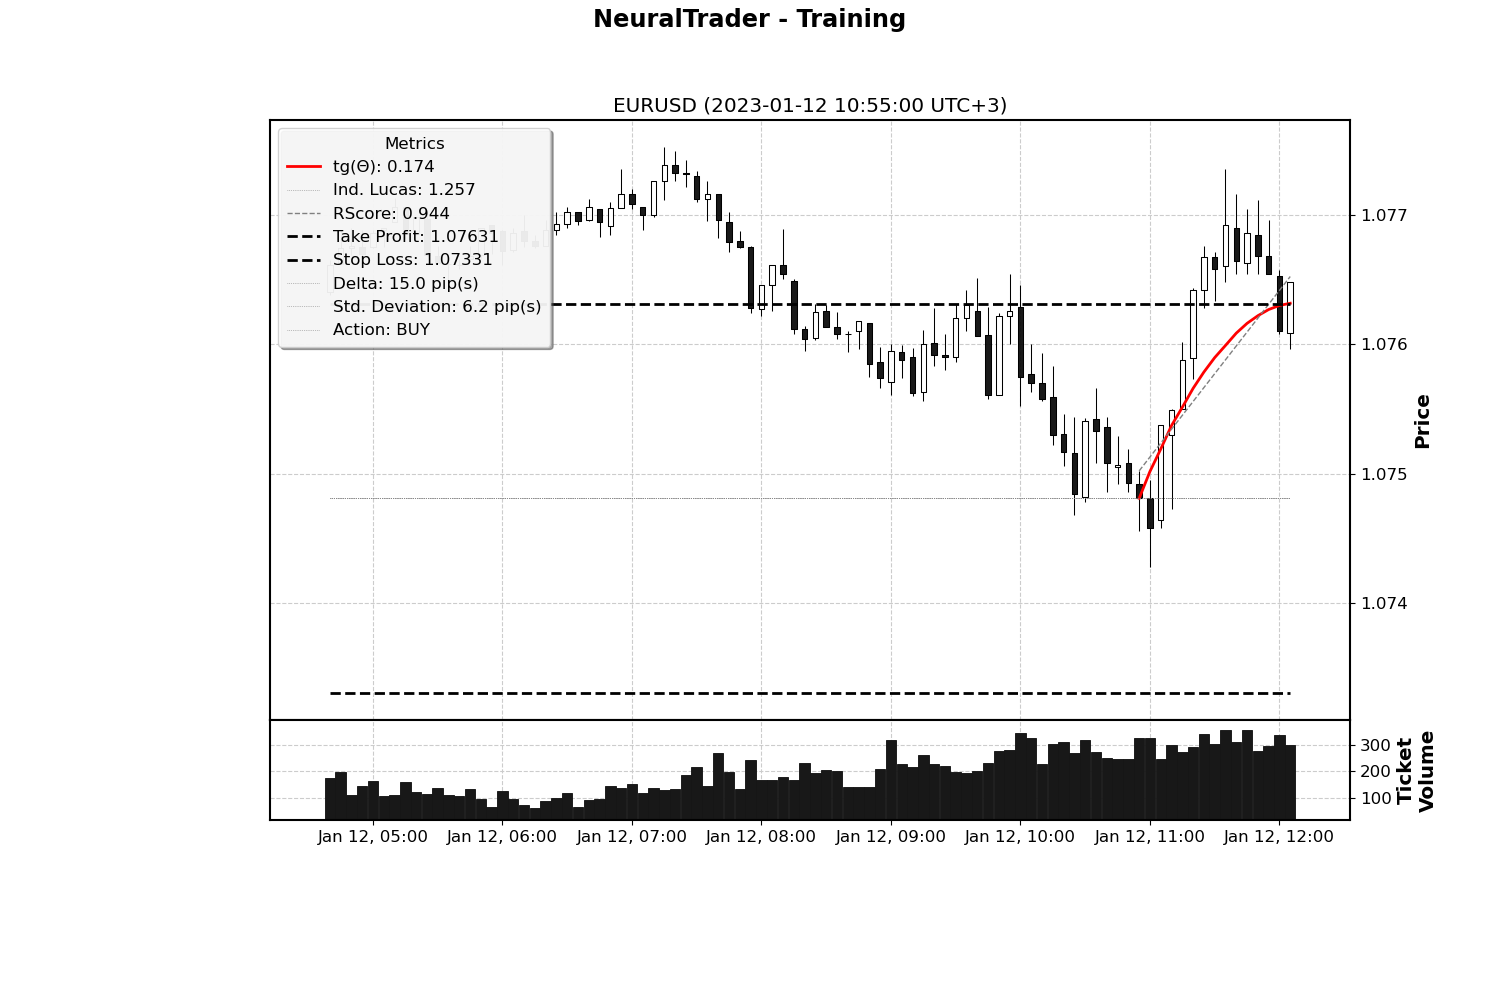 NeuralTrader - Training
EURUSD (2023-01-12 10:55:00 UTC+3)
Metrics
tg(Θ): 0.174
Ind. Lucas: 1.257
RScore: 0.944
Take Profit: 1.07631
Stop Loss: 1.07331
Delta: 15.0 pip(s)
Std. Deviation: 6.2 pip(s)
Action: BUY
1.077
1.076
1.075
1.074
Price
300
200
100
Ticket
Volume
Jan 12, 05:00
Jan 12, 06:00
Jan 12, 07:00
Jan 12, 08:00
Jan 12, 09:00
Jan 12, 10:00
Jan 12, 11:00
Jan 12, 12:00